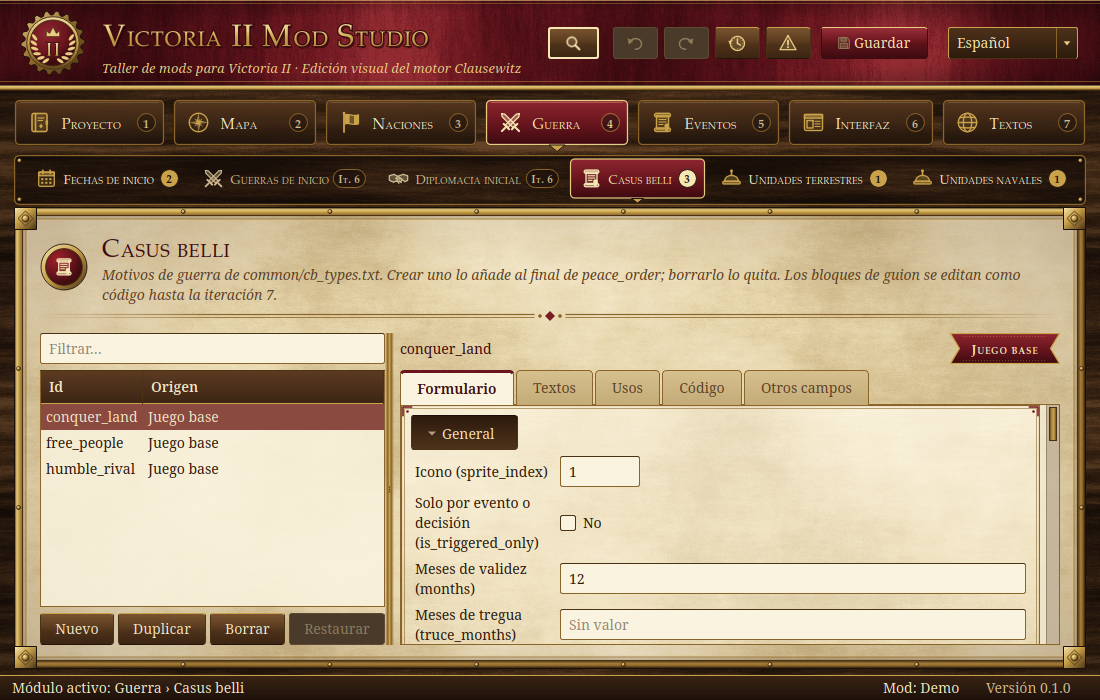 Victoria II Mod Studio
Taller de mods para Victoria II · Edición visual del motor Clausewitz
II
Guardar
Español
Proyecto 1
Mapa 2
Naciones 3
Guerra 4
Eventos 5
Interfaz 6
Textos 7
Fechas de inicio 2
Guerras de inicio It. 6
Diplomacia inicial It. 6
Casus belli 3
Unidades terrestres 1
Unidades navales 1
Casus belli
Motivos de guerra de common/cb_types.txt. Crear uno lo añade al final de peace_order; borrarlo lo quita. Los bloques de guion se editan como
código hasta la iteración 7.
Filtrar...
Id Origen
conquer_land Juego base
free_people Juego base
humble_rival Juego base
Nuevo Duplicar Borrar Restaurar
conquer_land
Juego base
Formulario Textos Usos Código Otros campos
General
Icono (sprite_index) 1
Solo por evento o
decisión
(is_triggered_only)
No
Meses de validez
(months)
12
Meses de tregua
(truce_months)
Sin valor
Módulo activo: Guerra › Casus belli
Mod: Demo
Versión 0.1.0